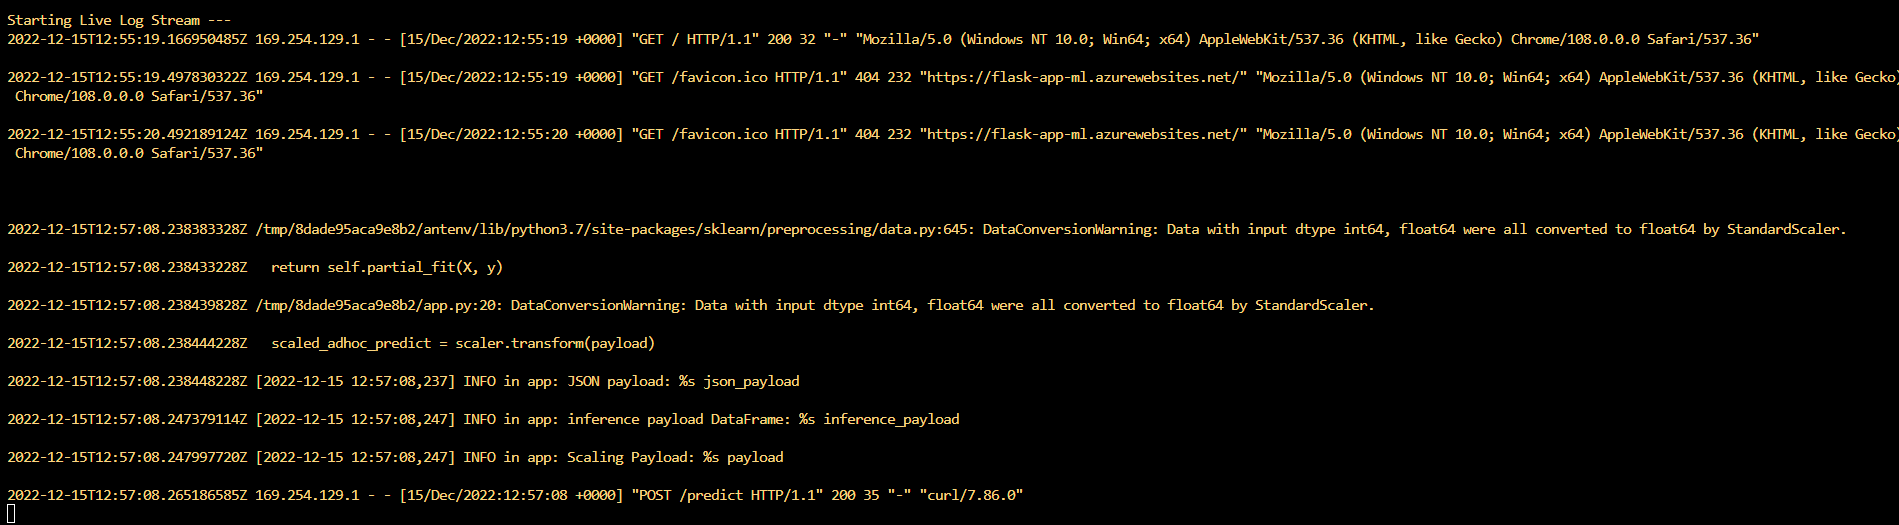 Starting Live Log Stream ---
2022-12-15T12:55:19.166950485Z 169.254.129.1 - - [15/Dec/2022:12:55:19 +0000] "GET / HTTP/1.1" 200 32 "-" "Mozilla/5.0 (Windows NT 10.0; Win64; x64) AppleWebKit/537.36 (KHTML, like Gecko) Chrome/108.0.0.0 Safari/537.36"
2022-12-15T12:55:19.497830322Z 169.254.129.1 - - [15/Dec/2022:12:55:19 +0000] "GET /favicon.ico HTTP/1.1" 404 232 "https://flask-app-ml.azurewebsites.net/" "Mozilla/5.0 (Windows NT 10.0; Win64; x64) AppleWebKit/537.36 (KHTML, like Gecko)
Chrome/108.0.0.0 Safari/537.36"
2022-12-15T12:55:20.492189124Z 169.254.129.1 - - [15/Dec/2022:12:55:20 +0000] "GET /favicon.ico HTTP/1.1" 404 232 "https://flask-app-ml.azurewebsites.net/" "Mozilla/5.0 (Windows NT 10.0; Win64; x64) AppleWebKit/537.36 (KHTML, like Gecko)
Chrome/108.0.0.0 Safari/537.36"
2022-12-15T12:57:08.238383328Z /tmp/8dade95aca9e8b2/antenv/lib/python3.7/site-packages/sklearn/preprocessing/data.py:645: DataConversionWarning: Data with input dtype int64, float64 were all converted to float64 by StandardScaler.
2022-12-15T12:57:08.238433228Z   return self.partial_fit(X, y)
2022-12-15T12:57:08.238439828Z /tmp/8dade95aca9e8b2/app.py:20: DataConversionWarning: Data with input dtype int64, float64 were all converted to float64 by StandardScaler.
2022-12-15T12:57:08.238444228Z   scaled_adhoc_predict = scaler.transform(payload)
2022-12-15T12:57:08.238448228Z [2022-12-15 12:57:08,237] INFO in app: JSON payload: %s json_payload
2022-12-15T12:57:08.247379114Z [2022-12-15 12:57:08,247] INFO in app: inference payload DataFrame: %s inference_payload
2022-12-15T12:57:08.247997720Z [2022-12-15 12:57:08,247] INFO in app: Scaling Payload: %s payload
2022-12-15T12:57:08.265186585Z 169.254.129.1 - - [15/Dec/2022:12:57:08 +0000] "POST /predict HTTP/1.1" 200 35 "-" "curl/7.86.0"